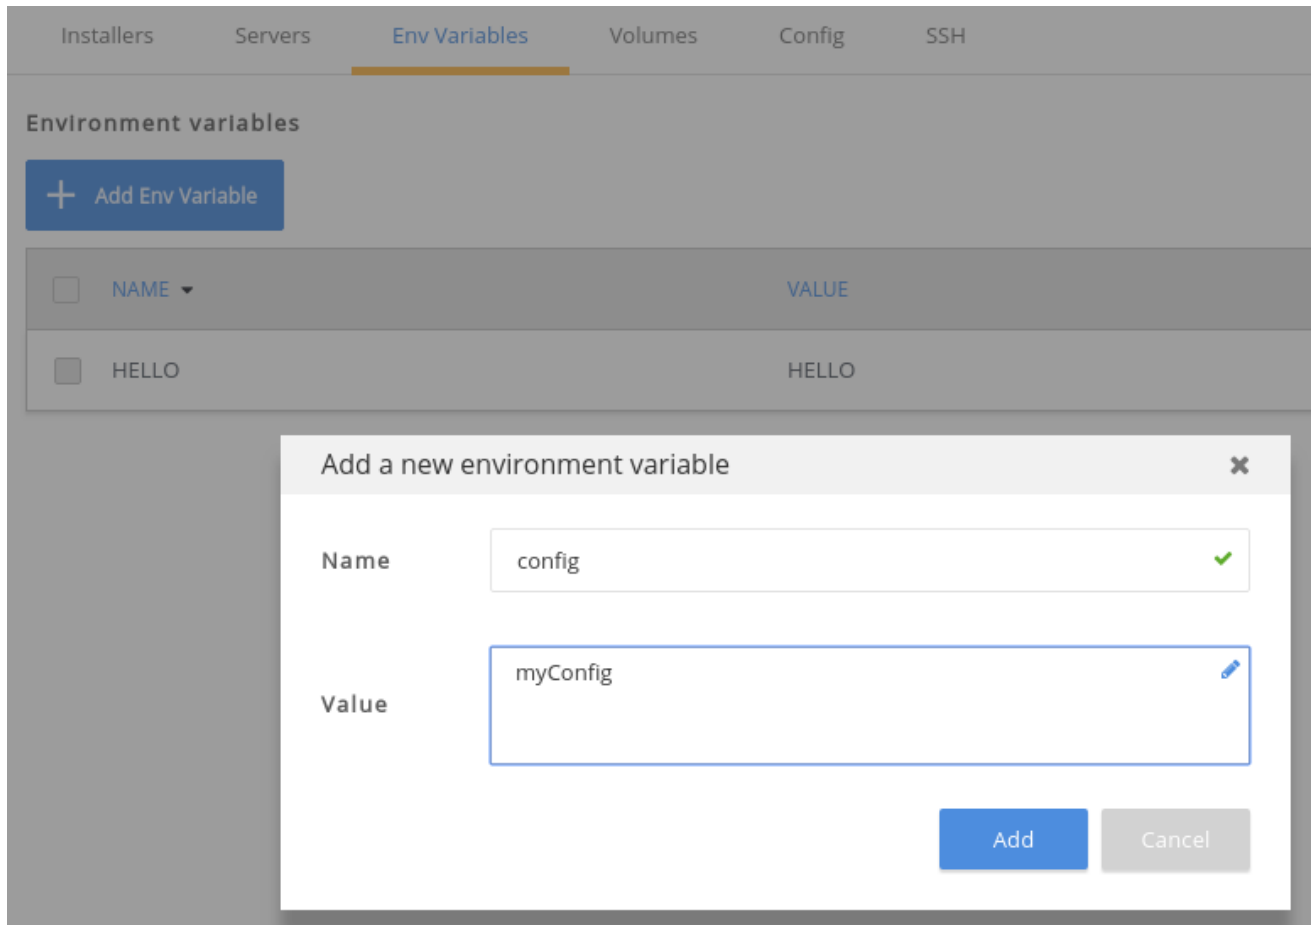 Installers Servers Env Variables Volumes Config SSH
Environment variables
Add Env Variable
NAME VALUE
HELLO HELLO
Add a new environment variable
Name config
Value myConfig
Add Cancel